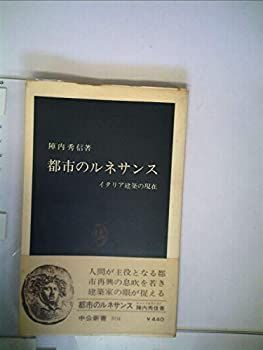 陣内秀信著
都市のルネサンス
イタリア建築の現在
人間が主役となる都
市再興の息吹を若き
建築家の眼が捉える
都市のルネサンス
陣内秀信著
中公新書
¥440